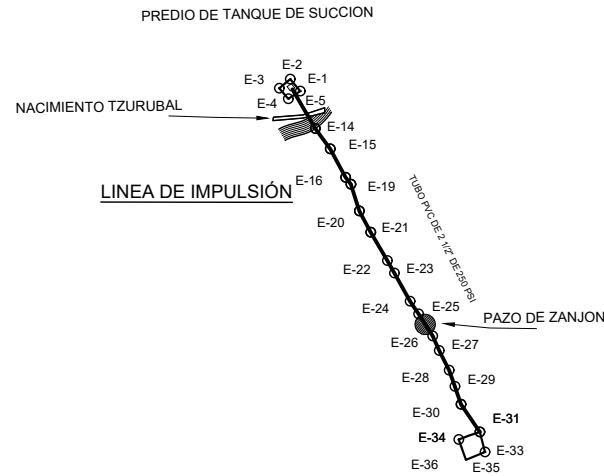 PREDIO DE TANQUE DE SUCCION
E-2
E-3
E-1
E-4
E-5
NACIMIENTO TZURUBAL
E-14
E-15
E-16
E-19
LINEA DE IMPULSIÓN
TUBO PVC DE 2 1/2" DE 250 PSI
E-20
E-21
E-22
E-23
E-24
E-25
PAZO DE ZANJON
E-26
E-27
E-28
E-29
E-30
E-31
E-34
E-33
E-36
E-35